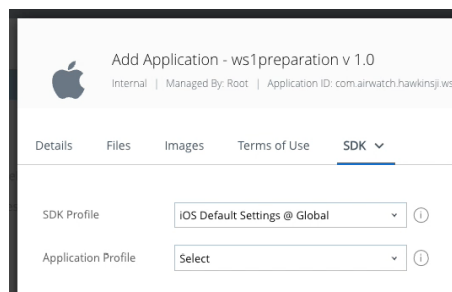 Add Application - ws1preparation v 1.0
Internal | Managed By: Root | Application ID: com.airwatch.hawkinsji.ws
Details Files Images Terms of Use SDK
SDK Profile iOS Default Settings @ Global
Application Profile Select